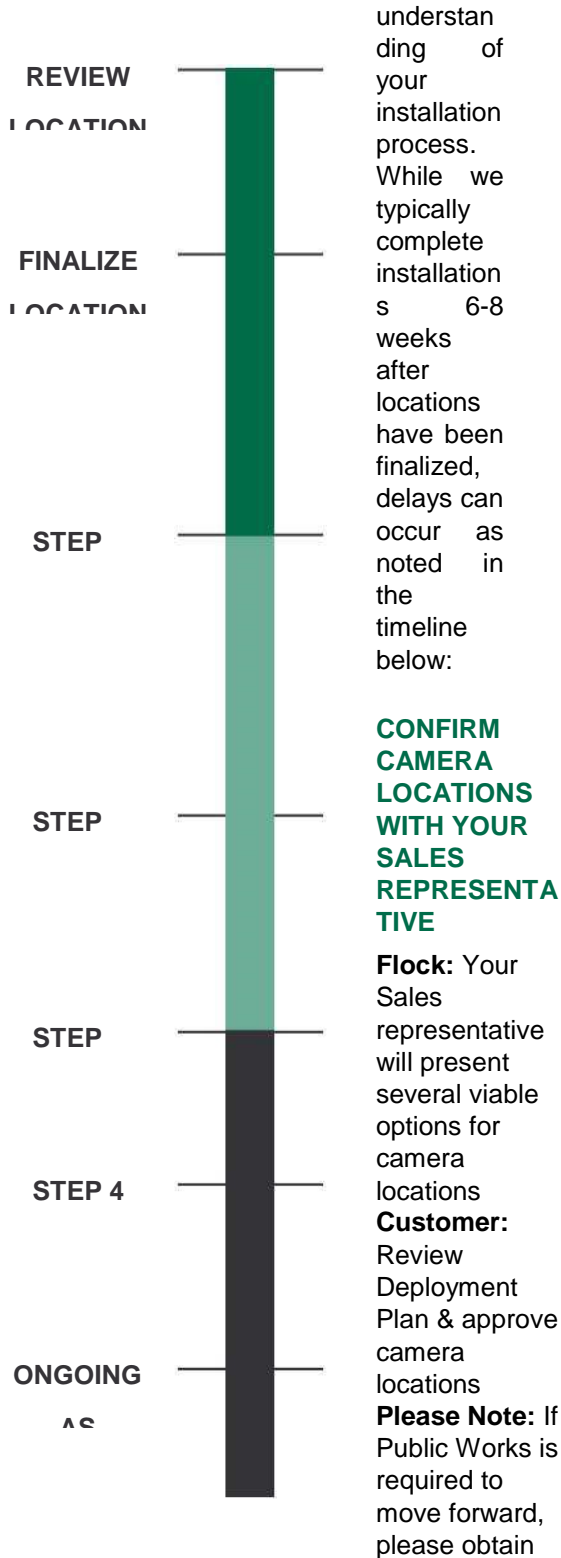 REVIEW
LOCATION
FINALIZE
LOCATION
STEP
STEP
STEP
STEP 4
ONGOING
AS
understan
ding of
your
installation
process.
While we
typically
complete
installation
s 6-8
weeks
after
locations
have been
finalized,
delays can
occur as
noted in
the
timeline
below:
CONFIRM
CAMERA
LOCATIONS
WITH YOUR
SALES
REPRESENTA
TIVE
Flock: Your
Sales
representative
will present
several viable
options for
camera
locations
Customer:
Review
Deployment
Plan & approve
camera
locations
Please Note: If
Public Works is
required to
move forward,
please obtain